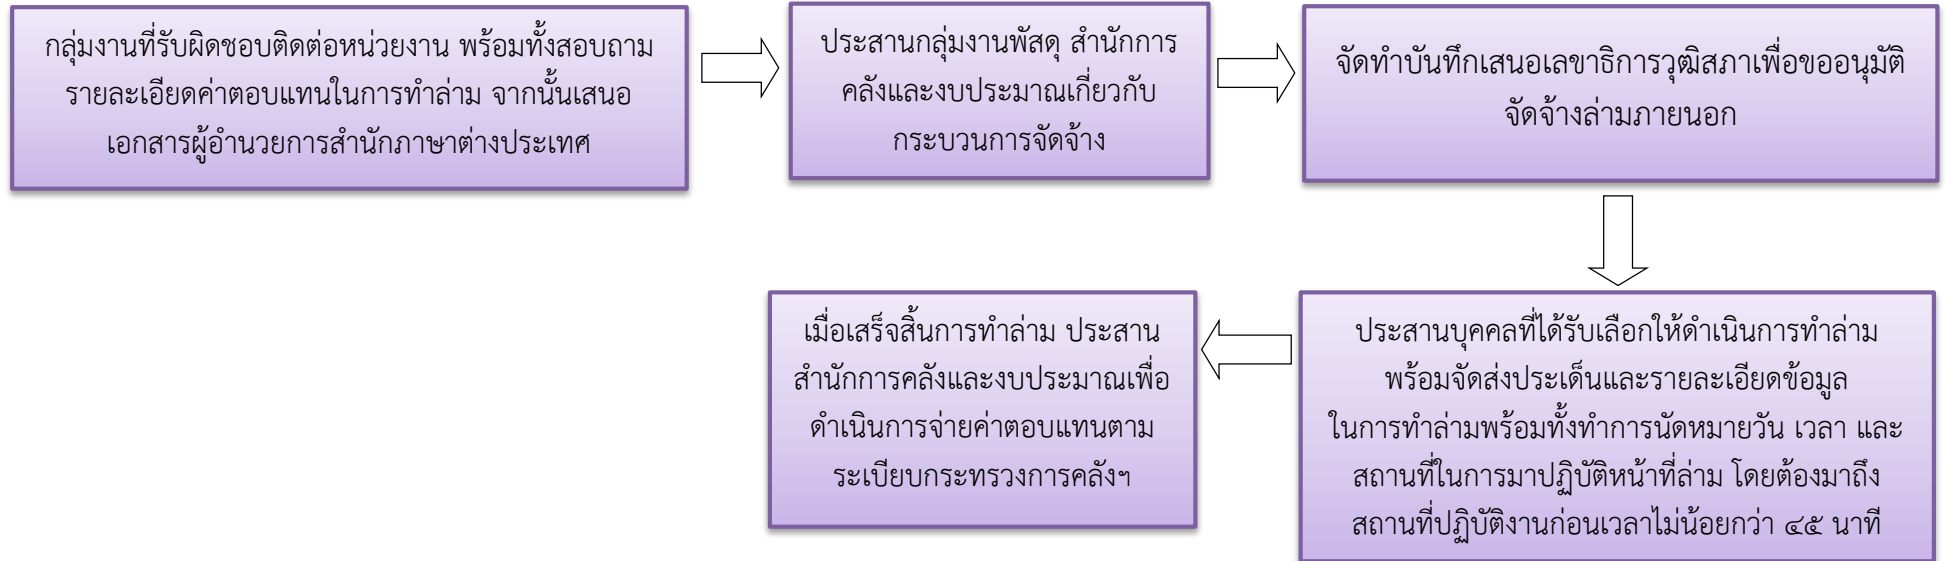 กลุ่มงานที่รับผิดชอบติดต่อหน่วยงาน พร้อมทั้งสอบถาม
รายละเอียดค่าตอบแทนในการทำล่าม จากนั้นเสนอ
เอกสารผู้อำนวยการสำนักภาษาต่างประเทศ
ประสานกลุ่มงานพัสดุ สำนักการ
คลังและงบประมาณเกี่ยวกับ
กระบวนการจัดจ้าง
จัดทำบันทึกเสนอเลขาธิการวุฒิสภาเพื่อขออนุมัติ
จัดจ้างล่ามภายนอก
ประสานบุคคลที่ได้รับเลือกให้ดำเนินการทำล่าม
พร้อมจัดส่งประเด็นและรายละเอียดข้อมูล
ในการทำล่ามพร้อมทั้งทำการนัดหมายวัน เวลา และ
สถานที่ในการมาปฏิบัติหน้าที่ล่าม โดยต้องมาถึง
สถานที่ปฏิบัติงานก่อนเวลาไม่น้อยกว่า ๔๕ นาที
เมื่อเสร็จสิ้นการทำล่าม ประสาน
สำนักการคลังและงบประมาณเพื่อ
ดำเนินการจ่ายค่าตอบแทนตาม
ระเบียบกระทรวงการคลังฯ